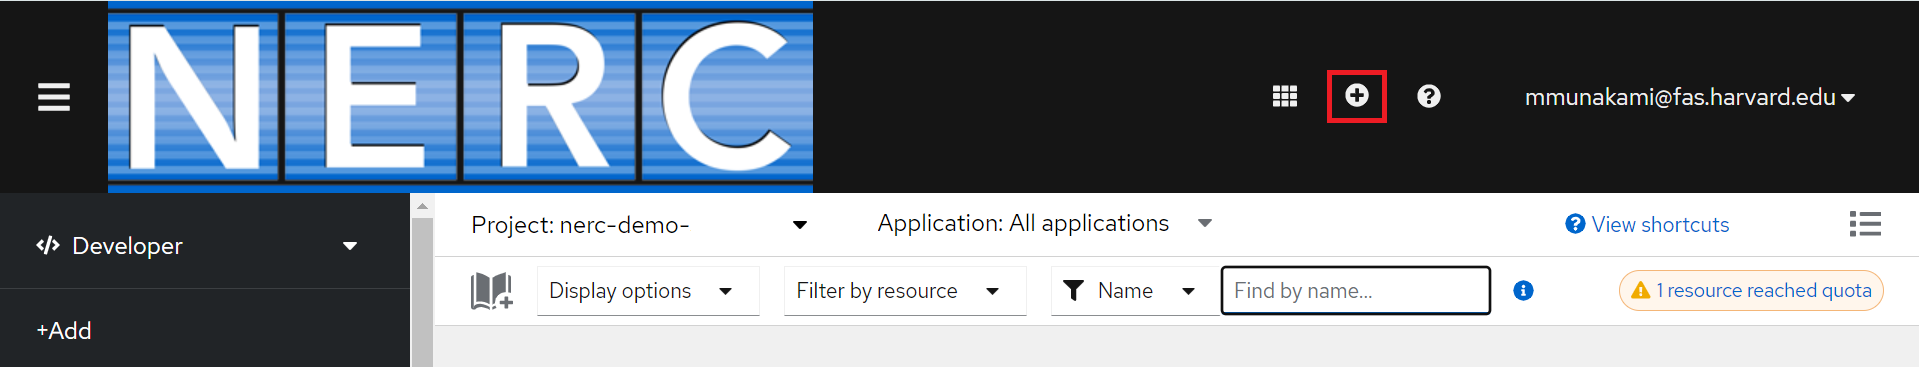 NERC
mmunakami@fas.harvard.edu
Developer
Project: nerc-demo-
Application: All applications
View shortcuts
Display options
Filter by resource
Name
Find by name...
1 resource reached quota
+Add